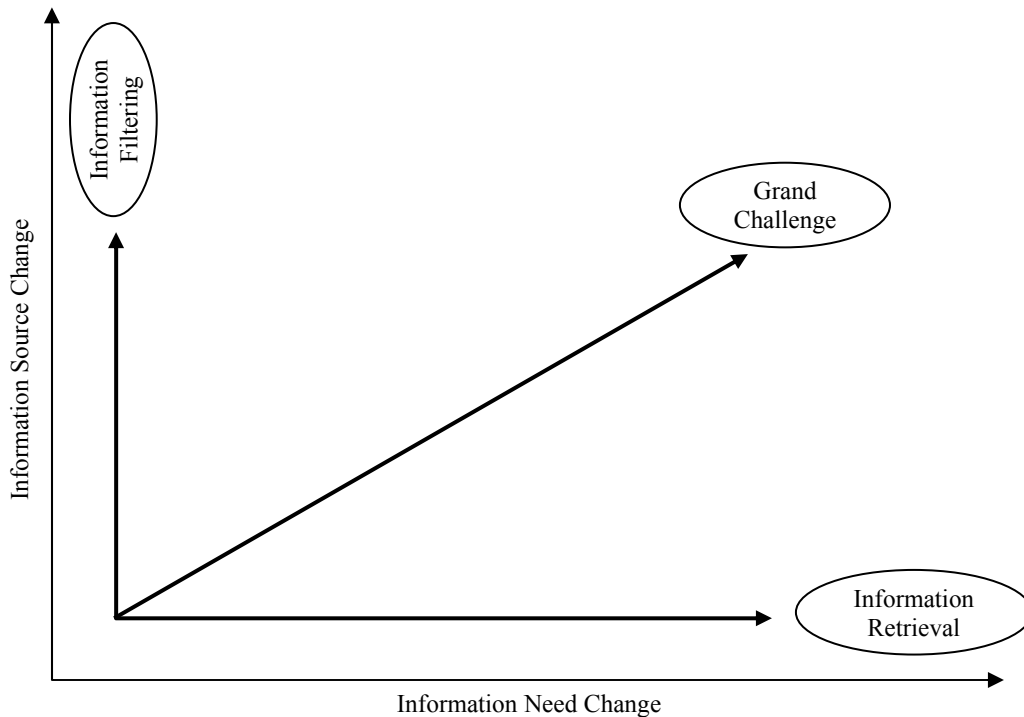 Information
Filtering
Grand
Challenge
Information Source Change
Information
Retrieval
Information Need Change